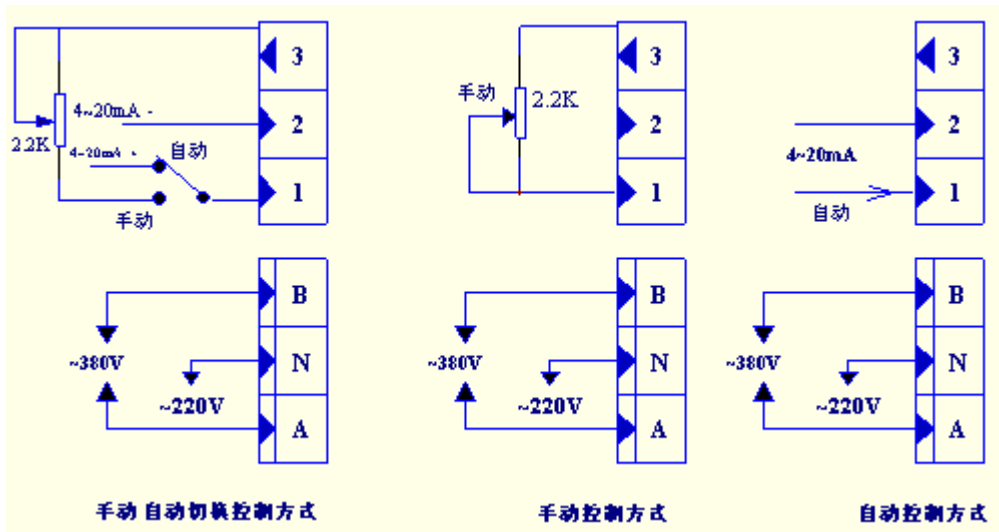 3
2
1
4~20mA -
2.2K
4~20mA -
自动
手动
B
N
A
~380V
~220V
手动 自动切换控制方式
3
2
1
手动
2.2K
B
N
A
~380V
~220V
手动控制方式
3
2
1
4~20mA
自动
B
N
A
~380V
~220V
自动控制方式